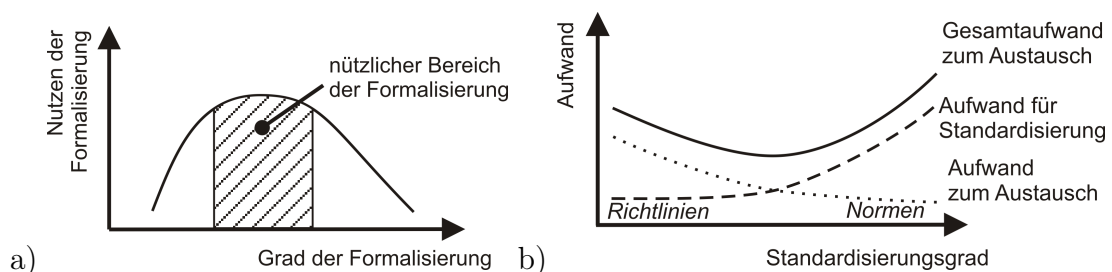 Nutzen der
Formalisierung
nützlicher Bereich
der Formalisierung
Grad der Formalisierung
a)
Aufwand
Gesamtaufwand
zum Austausch
Aufwand für
Standardisierung
Aufwand
zum Austausch
Richtlinien
Normen
Standardisierungsgrad
b)